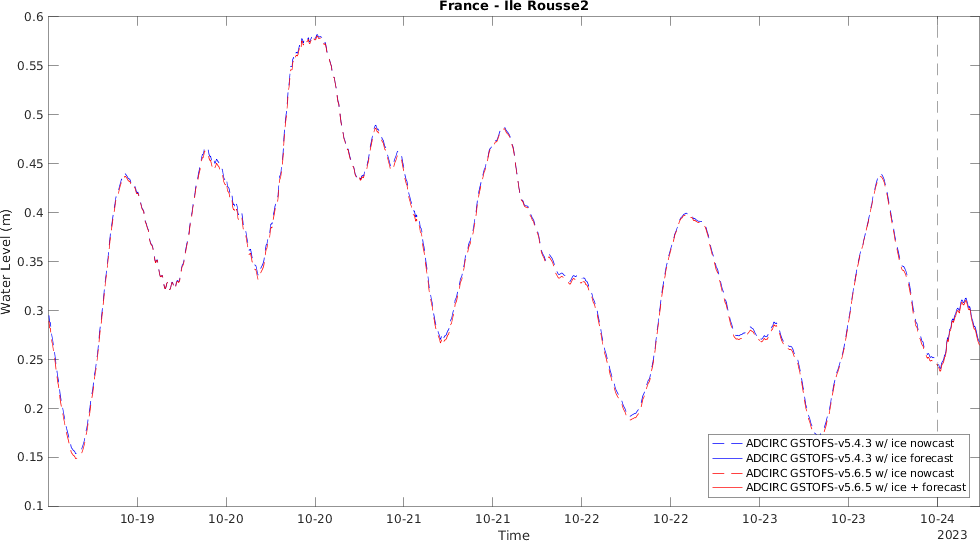 France - Ile Rousse2
Water Level (m)
0.6
0.55
0.5
0.45
0.4
0.35
0.3
0.25
0.2
0.15
0.1
ADCIRC GSTOFS-v5.4.3 w/ ice nowcast
ADCIRC GSTOFS-v5.4.3 w/ ice forecast
ADCIRC GSTOFS-v5.6.5 w/ ice nowcast
ADCIRC GSTOFS-v5.6.5 w/ ice + forecast
10-19 10-20 10-20 10-21 10-21 10-22 10-22 10-23 10-23 10-24
Time 2023